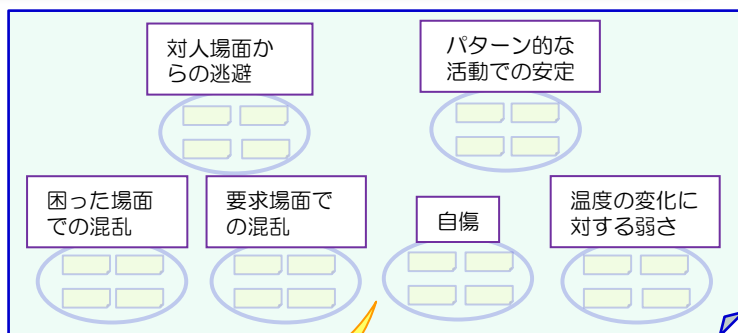 対人場面か
らの逃避
パターン的な
活動での安定
困った場面
での混乱
要求場面で
の混乱
自傷
温度の変化に
対する弱さ